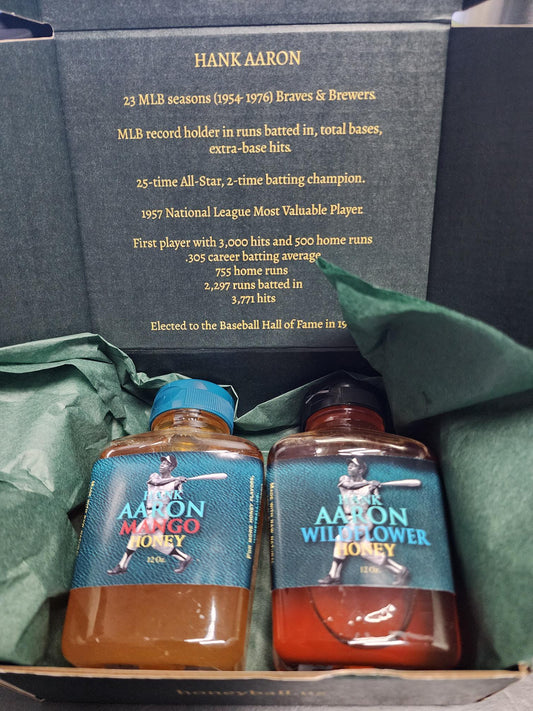 HANK AARON
23 MLB seasons (1954-1976) Braves & Brewers.
MLB record holder in runs batted in, total bases,
extra-base hits.
25-time All-Star, 2-time batting champion.
1957 National League Most Valuable Player.
First player with 3,000 hits and 500 home runs
.305 career batting average
755 home runs
2,297 runs batted in
3,771 hits
Elected to the Baseball Hall of Fame in 19
HANK
AARON
MANGO
HONEY
12 Oz.
HANK
AARON
WILDFLOWER
HONEY
12 Oz.
honeyball.us